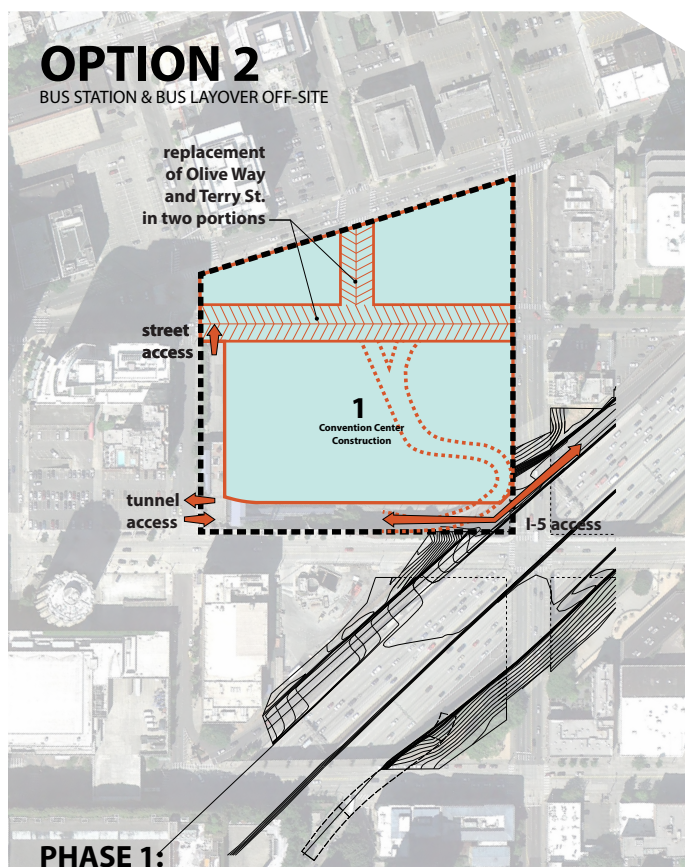 OPTION 2
BUS STATION & BUS LAYOVER OFF-SITE
replacement
of Olive Way
and Terry St.
in two portions
street
access
1
Convention Center
Construction
tunnel
access
I-5 access
PHASE 1: